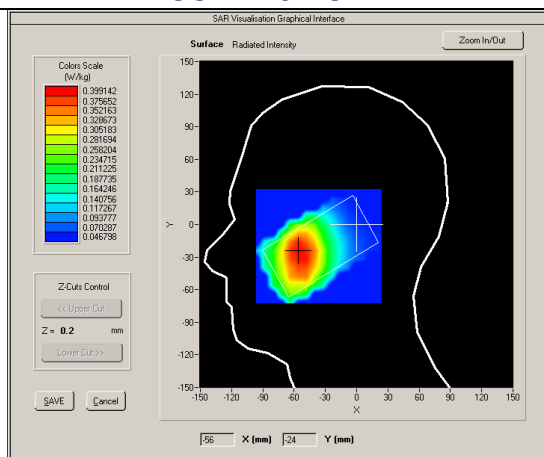 SAR Visualisation Graphical Interface
Surface Radiated Intensity
Zoom In/Out
Colors Scale
(W/kg)
0.399142
0.375652
0.352163
0.328673
0.305183
0.281694
0.258204
0.234715
0.211225
0.187735
0.164246
0.140756
0.117267
0.093777
0.070287
0.046798
Z-Cuts Control
<< Upper Cut
Z = 0.2 mm
Lower Cut >>
SAVE Cancel
150
120
90
60
30
0
-30
-60
-90
-120
-150
Y
-150 -120 -90 -60 -30 0 30 60 90 120 150
X
-56 X (mm) -24 Y (mm)